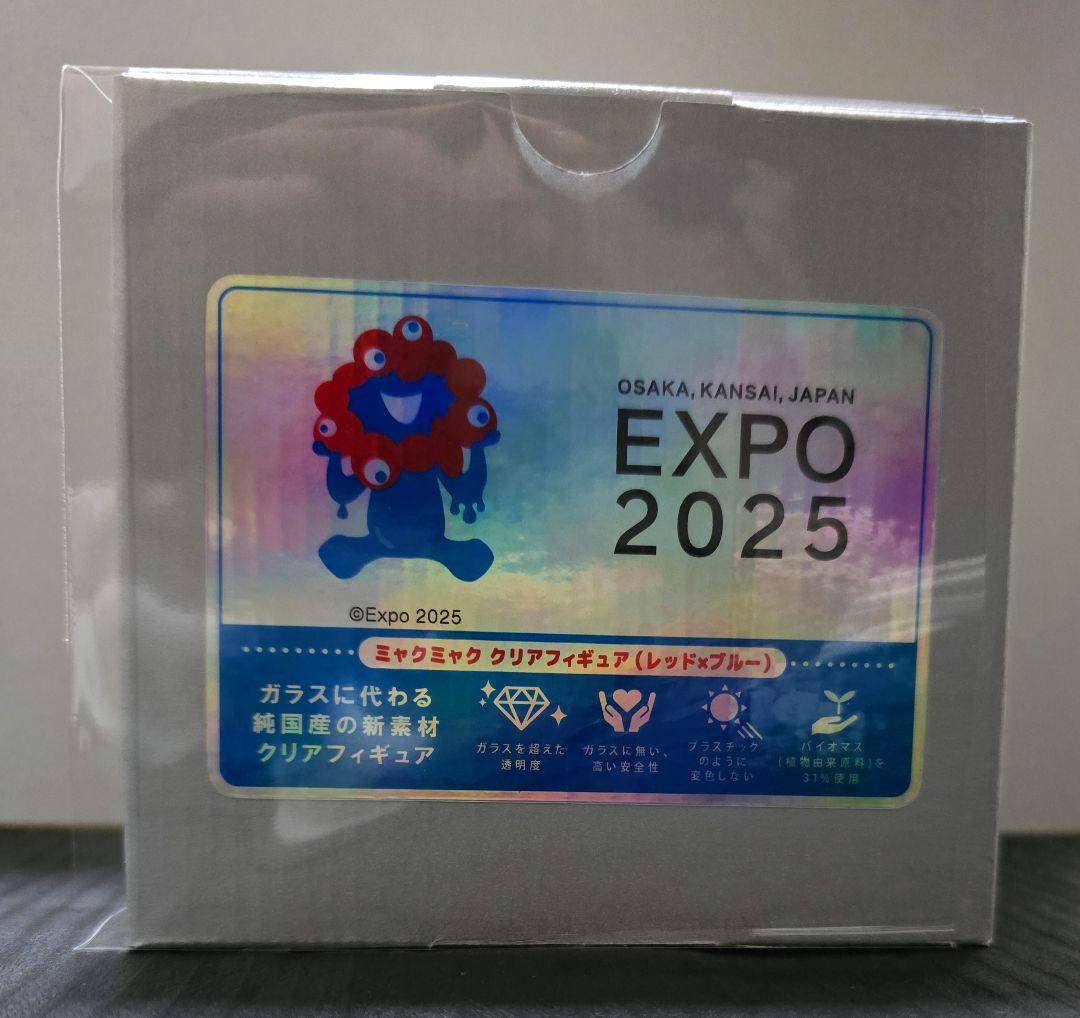 OSAKA, KANSAI, JAPAN
EXPO
2025
©Expo 2025
ミャクミャク クリアフィギュア(レッド×ブルー)
ガラスに代わる
純国産の新素材
クリアフィギュア
ガラスを超えた
透明度
ガラスに無い、
高い安全性
プラスチック
のように
変色しない
バイオマス
(植物由来原料)を
31%使用